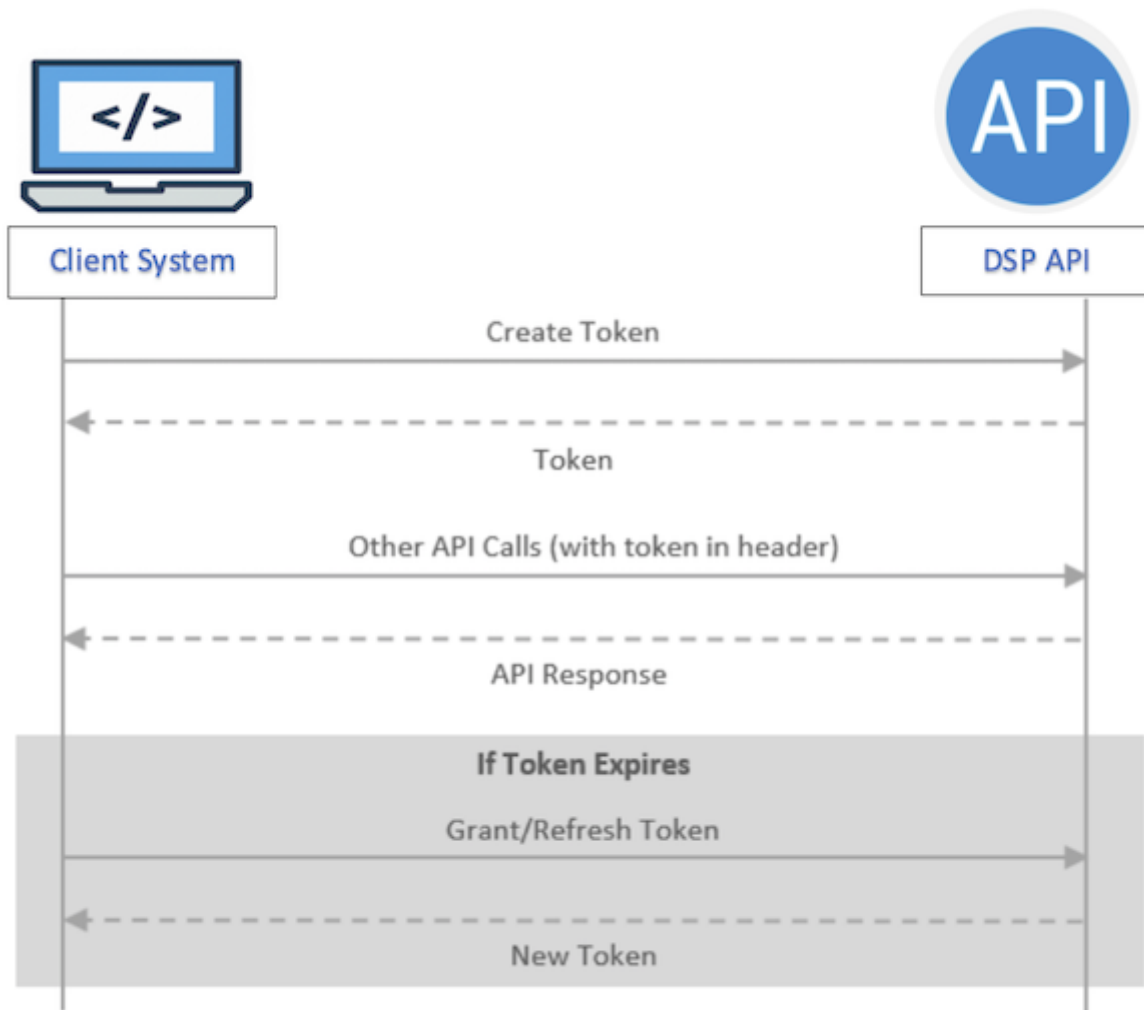 </>
API
Client System
DSP API
Create Token
Token
Other API Calls (with token in header)
API Response
If Token Expires
Grant/Refresh Token
New Token